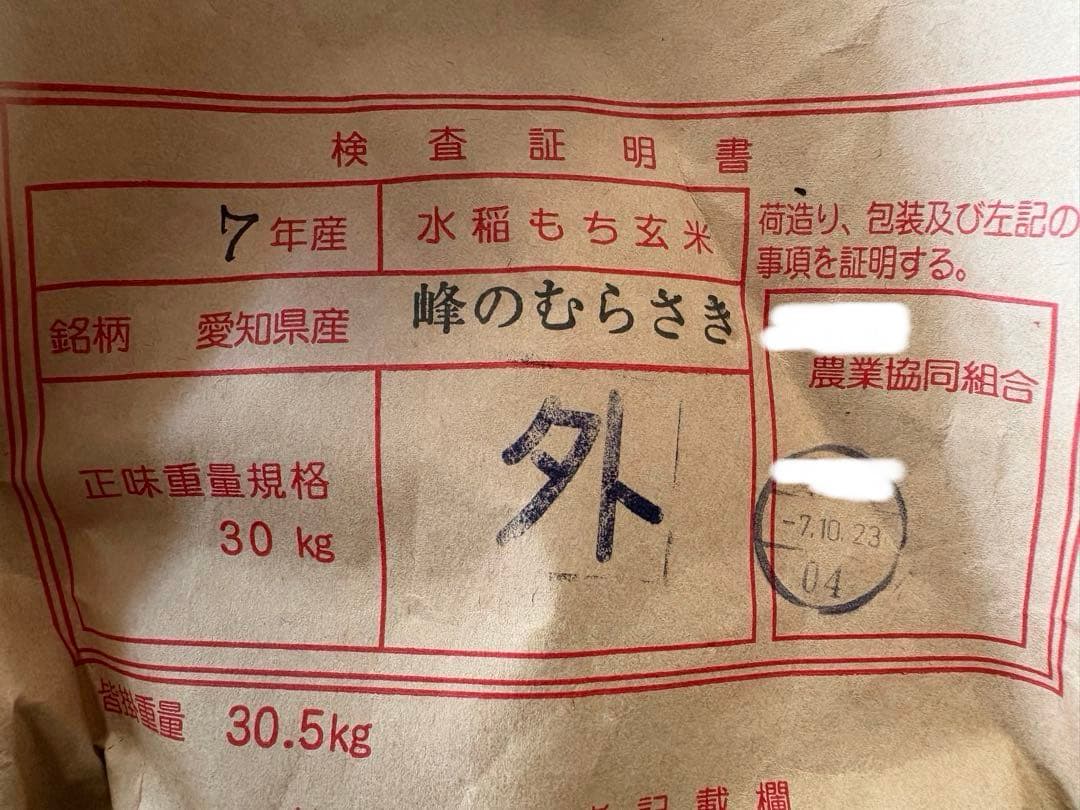 検査証明書
7年産
水稲もち玄米
銘柄 愛知県産 峰のむらさき
正味重量規格
30 kg
外
荷造り、包装及び左記の
事項を証明する。
農業協同組合
-7.10.23
04
皆掛重量 30.5kg
記載欄